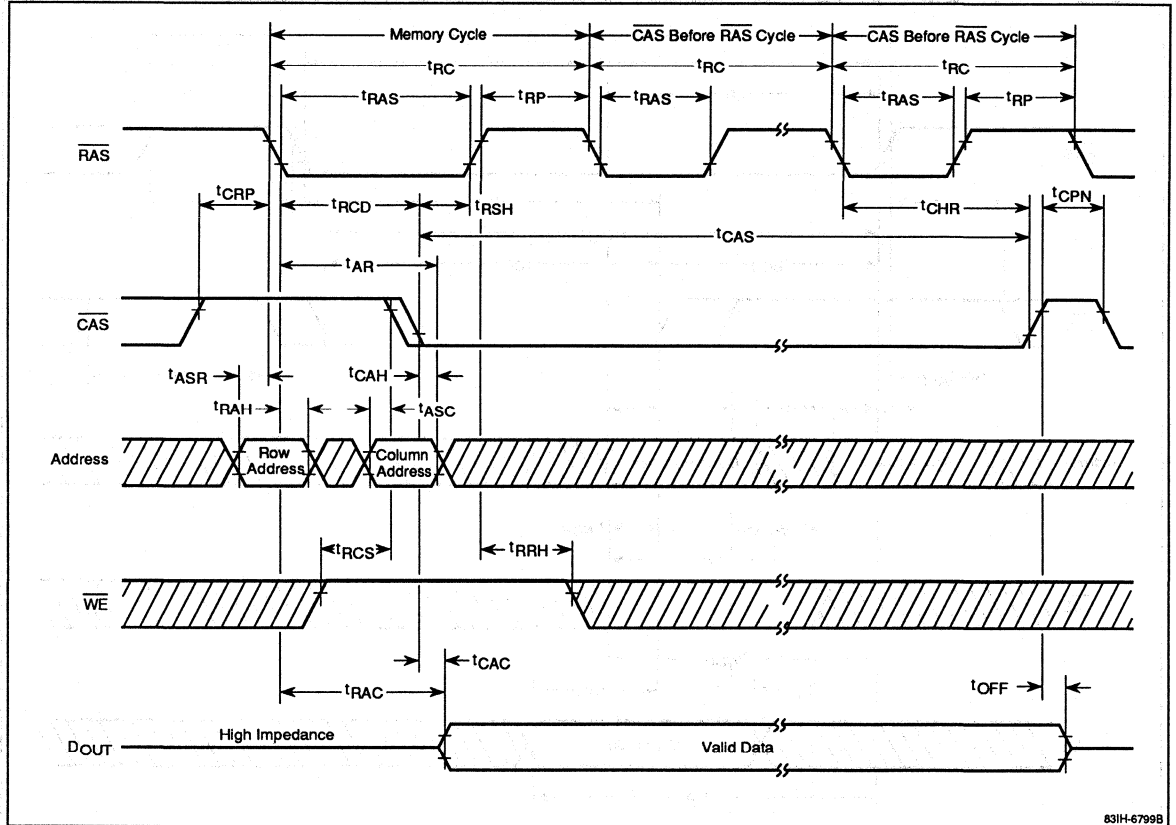 Memory Cycle CAS Before RAS Cycle CAS Before RAS Cycle
tRC tRC tRC
tRAS tRP tRAS tRAS tRP
RAS
tCRP tRCD tRSH tCHR tCPN
tCAS
tAR
CAS
tASR tCAH
tRAH tASC
Address Row Address Column Address
tRCS tRRH
WE
tCAC
tRAC tOFF
High Impedance
DOUT Valid Data
83IH-6799B